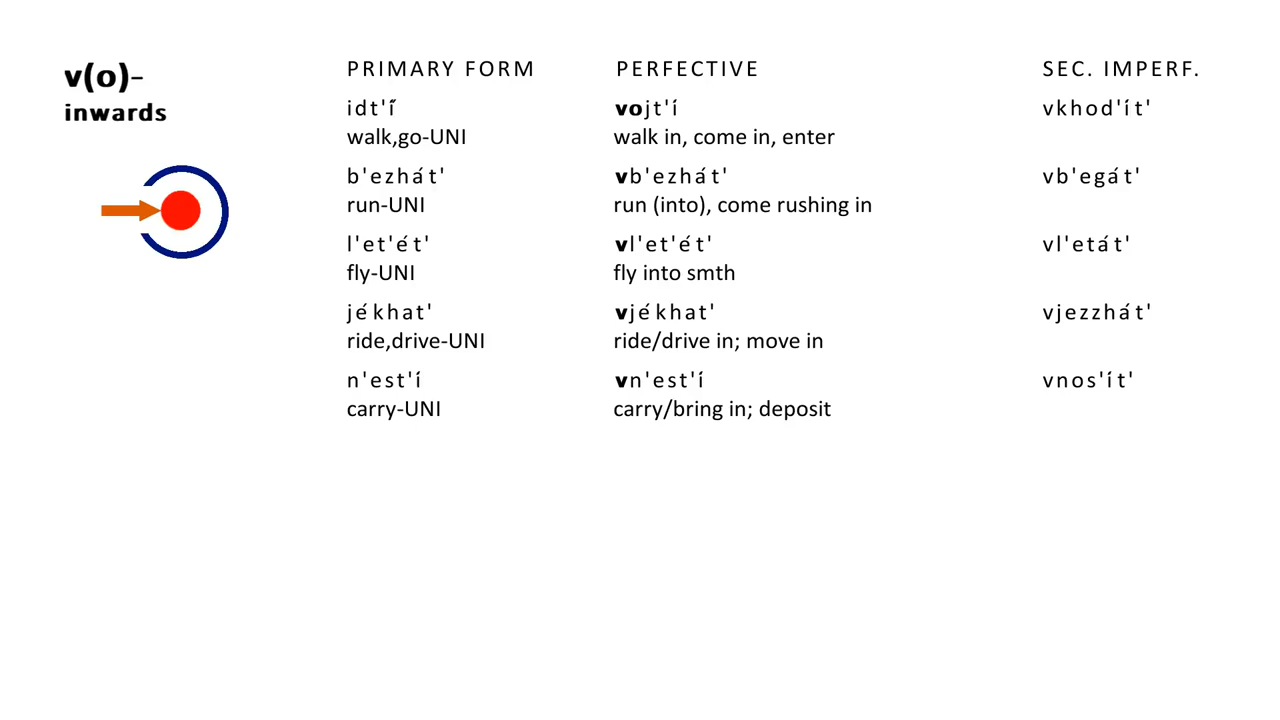 v(o)-
inwards
PRIMARY FORM PERFECTIVE SEC. IMPERF.
idt'í vojt'í vkhod'ít'
walk,go-UNI walk in, come in, enter
b'ezhát' vb'ezhát' vb'egát'
run-UNI run (into), come rushing in
l'et'ét' vl'et'ét' vl'etát'
fly-UNI fly into smth
jékhat' vjékhat' vjezzhát'
ride,drive-UNI ride/drive in; move in
n'est'í vn'est'í vnos'ít'
carry-UNI carry/bring in; deposit